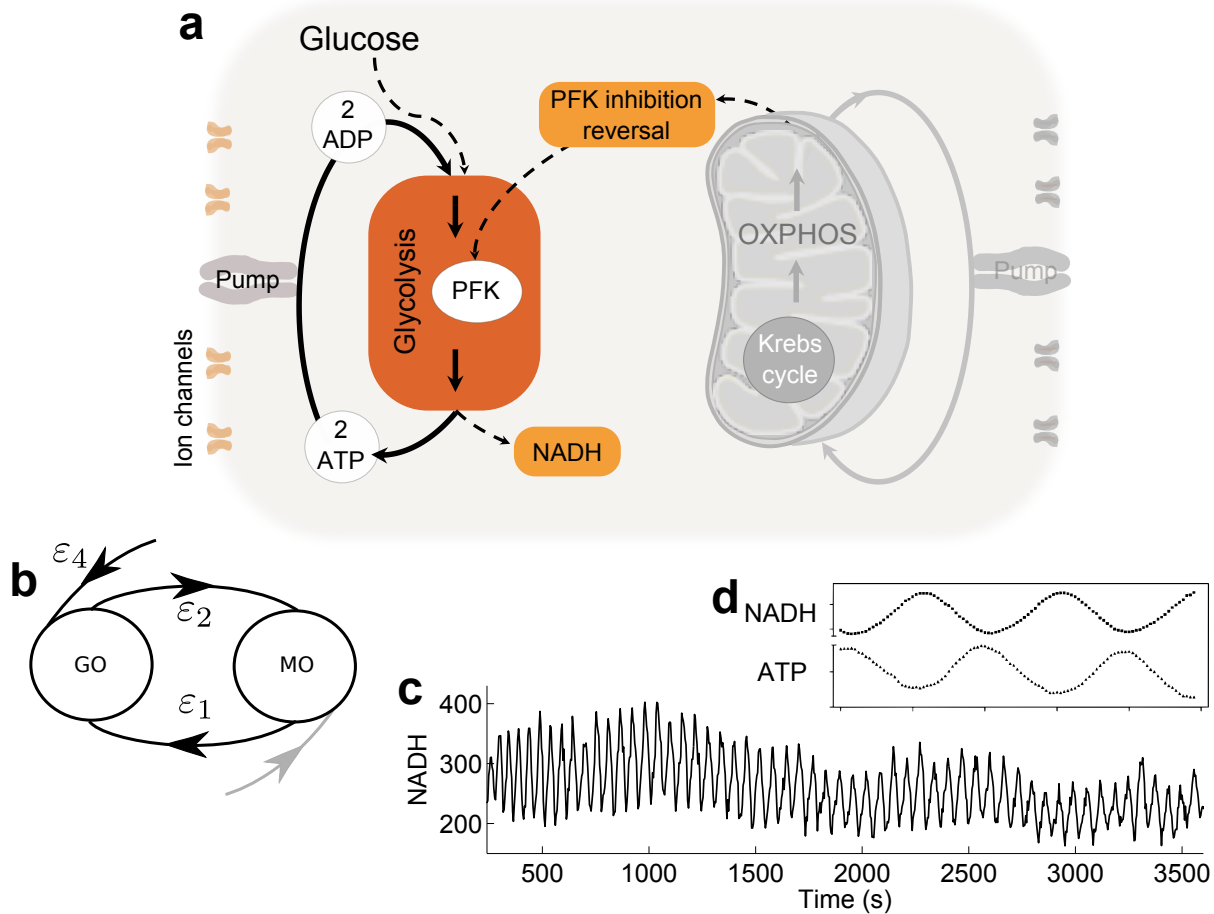 a
Glucose
2
ADP
PFK inhibition
reversal
Glycolysis
PFK
Pump
OXPHOS
Pump
Krebs
cycle
Ion channels
2
ATP
NADH
b
ε4
ε2
GO
MO
ε1
d
NADH
ATP
c
NADH
400
300
200
500
1000
1500
2000
2500
3000
3500
Time (s)